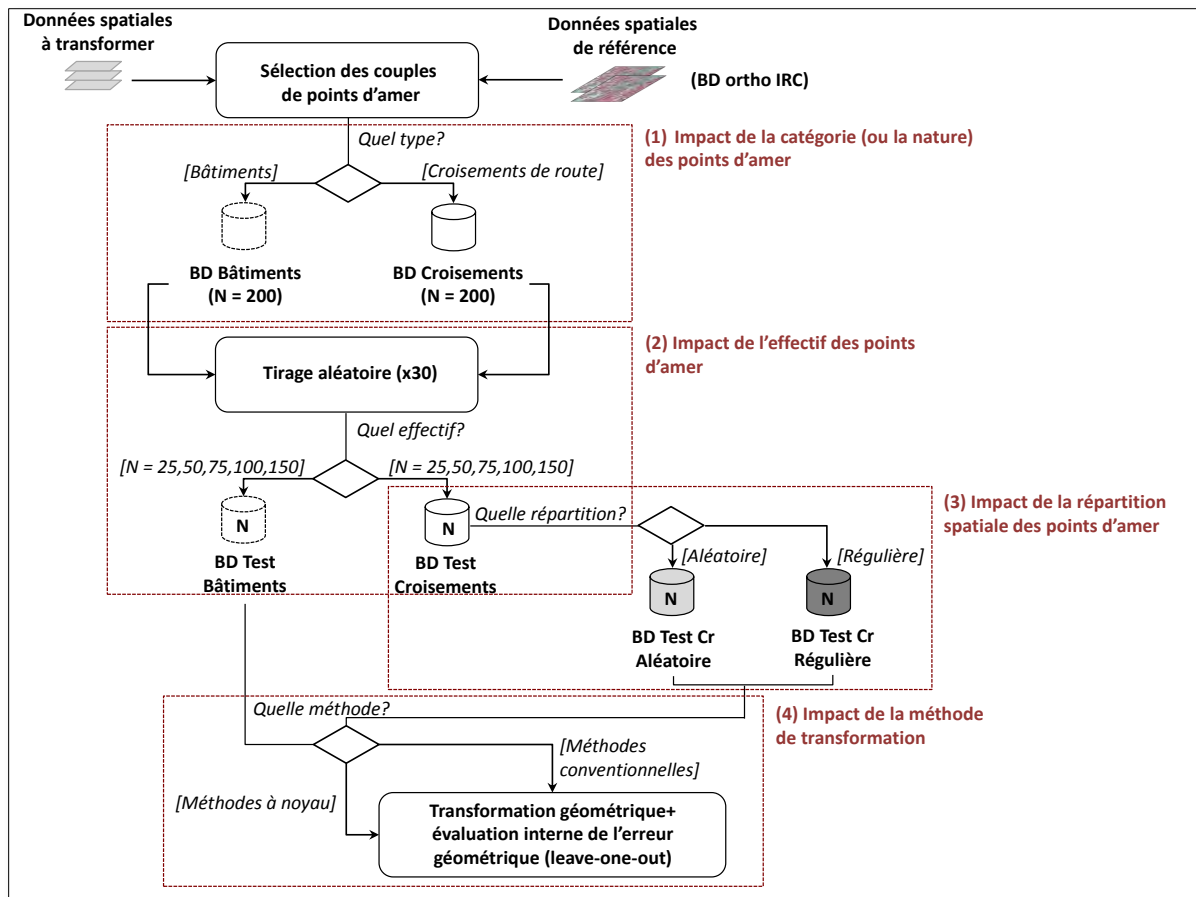 Données spatiales
à transformer
Données spatiales
de référence
Sélection des couples
de points d'amer
(BD ortho IRC)
Quel type?
(1) Impact de la catégorie (ou la nature)
des points d'amer
[Bâtiments]
[Croisements de route]
BD Bâtiments
(N = 200)
BD Croisements
(N = 200)
(2) Impact de l'effectif des points
d'amer
Tirage aléatoire (x30)
Quel effectif?
[N = 25,50,75,100,150]
[N = 25,50,75,100,150]
N
BD Test
Bâtiments
N
BD Test
Croisements
Quelle répartition?
(3) Impact de la répartition
spatiale des points d'amer
[Aléatoire]
[Régulière]
N
BD Test Cr
Aléatoire
N
BD Test Cr
Régulière
Quelle méthode?
(4) Impact de la méthode
de transformation
[Méthodes
conventionnelles]
[Méthodes à noyau]
Transformation géométrique+
évaluation interne de l'erreur
géométrique (leave-one-out)